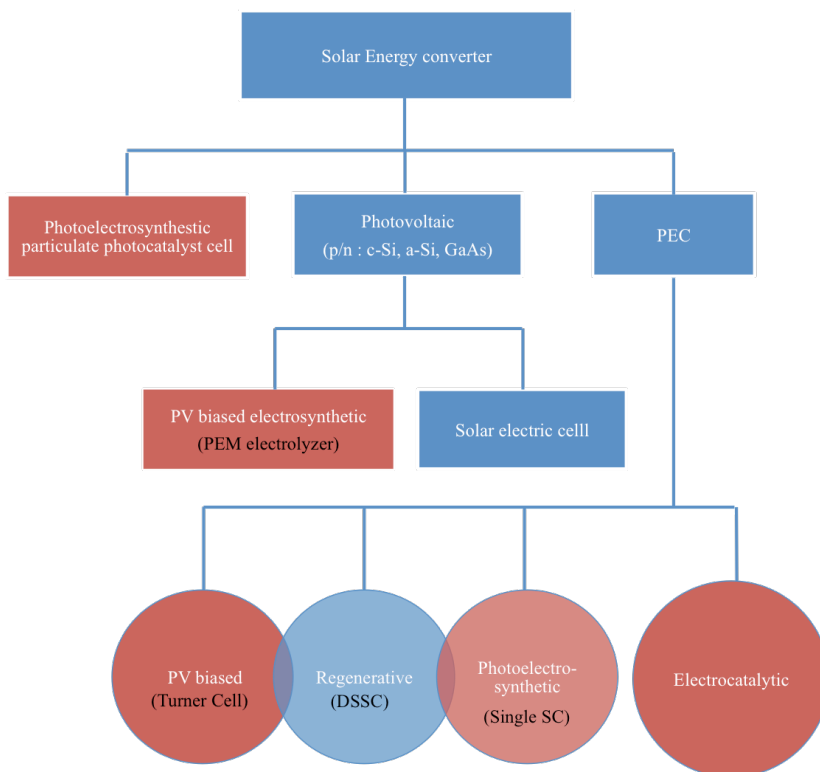 Solar Energy converter
Photoelectrosynthestic
particulate photocatalyst cell
Photovoltaic
(p/n : c-Si, a-Si, GaAs)
PEC
PV biased electrosynthetic
(PEM electrolyzer)
Solar electric celll
PV biased
(Turner Cell)
Regenerative
(DSSC)
Photoelectro-
synthetic
(Single SC)
Electrocatalytic